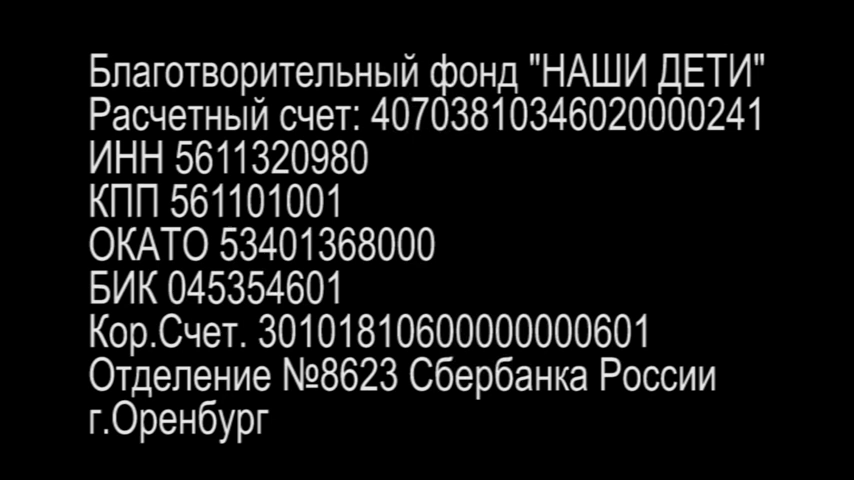 Благотворительный фонд "НАШИ ДЕТИ"
Расчетный счет: 40703810346020000241
ИНН 5611320980
КПП 561101001
ОКАТО 53401368000
БИК 045354601
Кор.Счет. 30101810600000000601
Отделение №8623 Сбербанка России
г.Оренбург